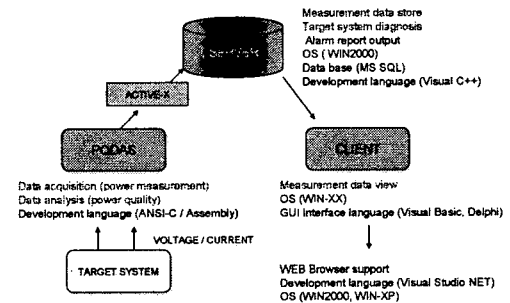 Measurement data store
Target system diagnosis
Alarm report output
OS ( WIN2000)
Data base (MS SQL)
Development language (Visual C++)
ACTIVE-X
PQDAS
CLIENT
Data acquisition (power measurement)
Data analysis (power quality)
Development language (ANSI-C / Assembly)
Measurement data view
OS (WIN-XX)
GUI Interface language (Visual Basic, Delphi)
VOLTAGE / CURRENT
TARGET SYSTEM
WEB Browser support
Development language (Visual Studio NET)
OS (WIN2000, WIN-XP)